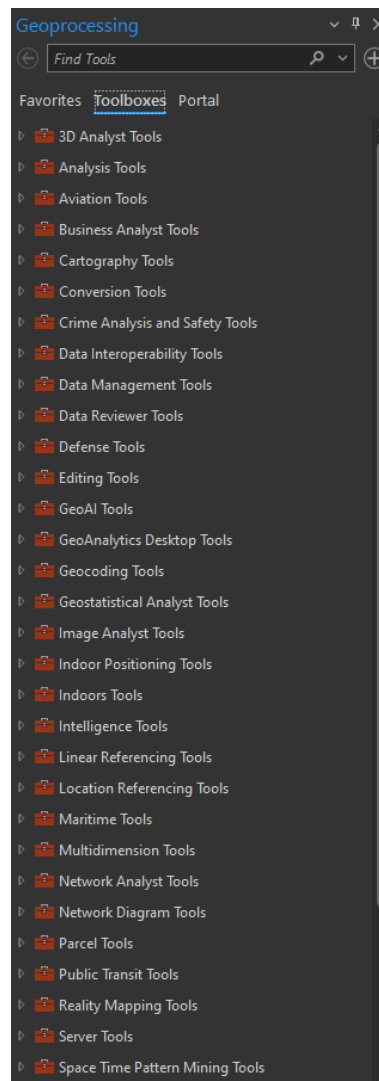 Geoprocessing
Find Tools
Favorites Toolboxes Portal
3D Analyst Tools
Analysis Tools
Aviation Tools
Business Analyst Tools
Cartography Tools
Conversion Tools
Crime Analysis and Safety Tools
Data Interoperability Tools
Data Management Tools
Data Reviewer Tools
Defense Tools
Editing Tools
GeoAI Tools
GeoAnalytics Desktop Tools
Geocoding Tools
Geostatistical Analyst Tools
Image Analyst Tools
Indoor Positioning Tools
Indoors Tools
Intelligence Tools
Linear Referencing Tools
Location Referencing Tools
Maritime Tools
Multidimension Tools
Network Analyst Tools
Network Diagram Tools
Parcel Tools
Public Transit Tools
Reality Mapping Tools
Server Tools
Space Time Pattern Mining Tools